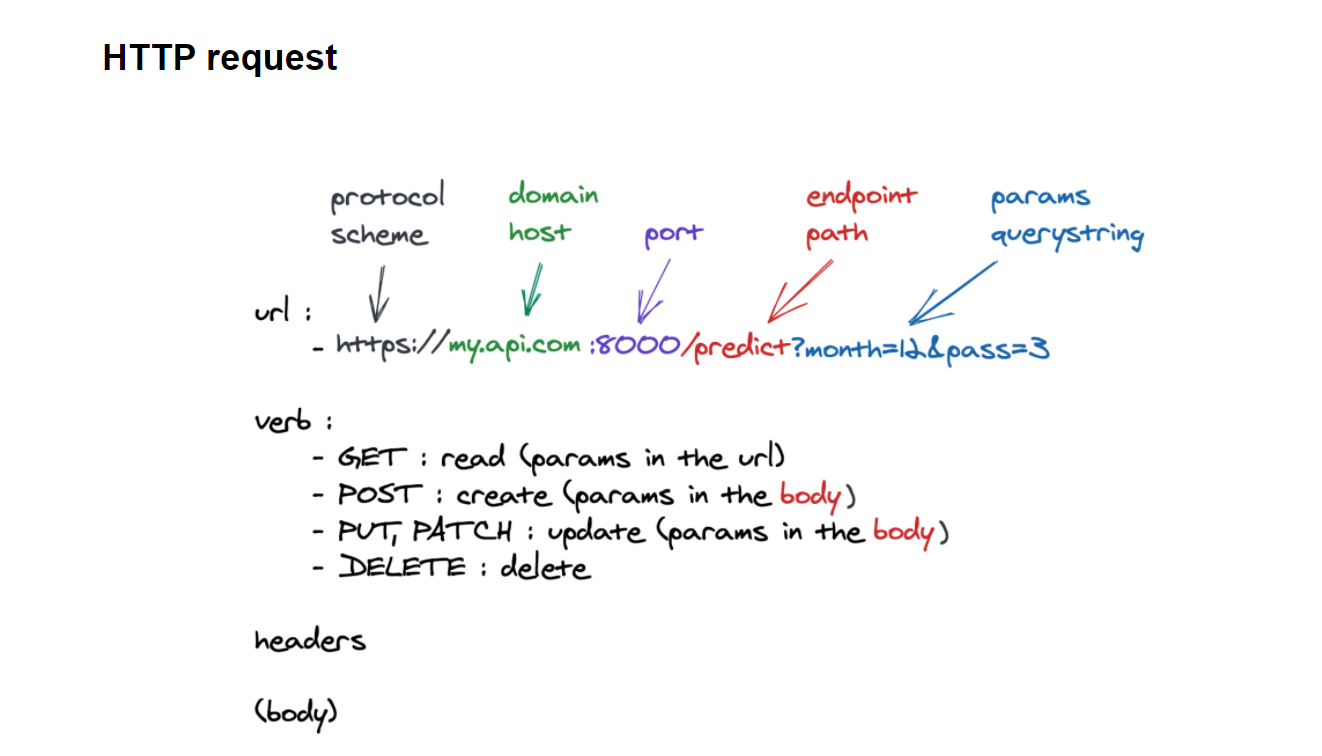 HTTP request
protocol domain endpoint params
scheme host port path querystring
url :
- https://my.api.com :8000/predict?month=12&pass=3
verb :
- GET : read (params in the url)
- POST : create (params in the body)
- PUT, PATCH : update (params in the body)
- DELETE : delete
headers
(body)